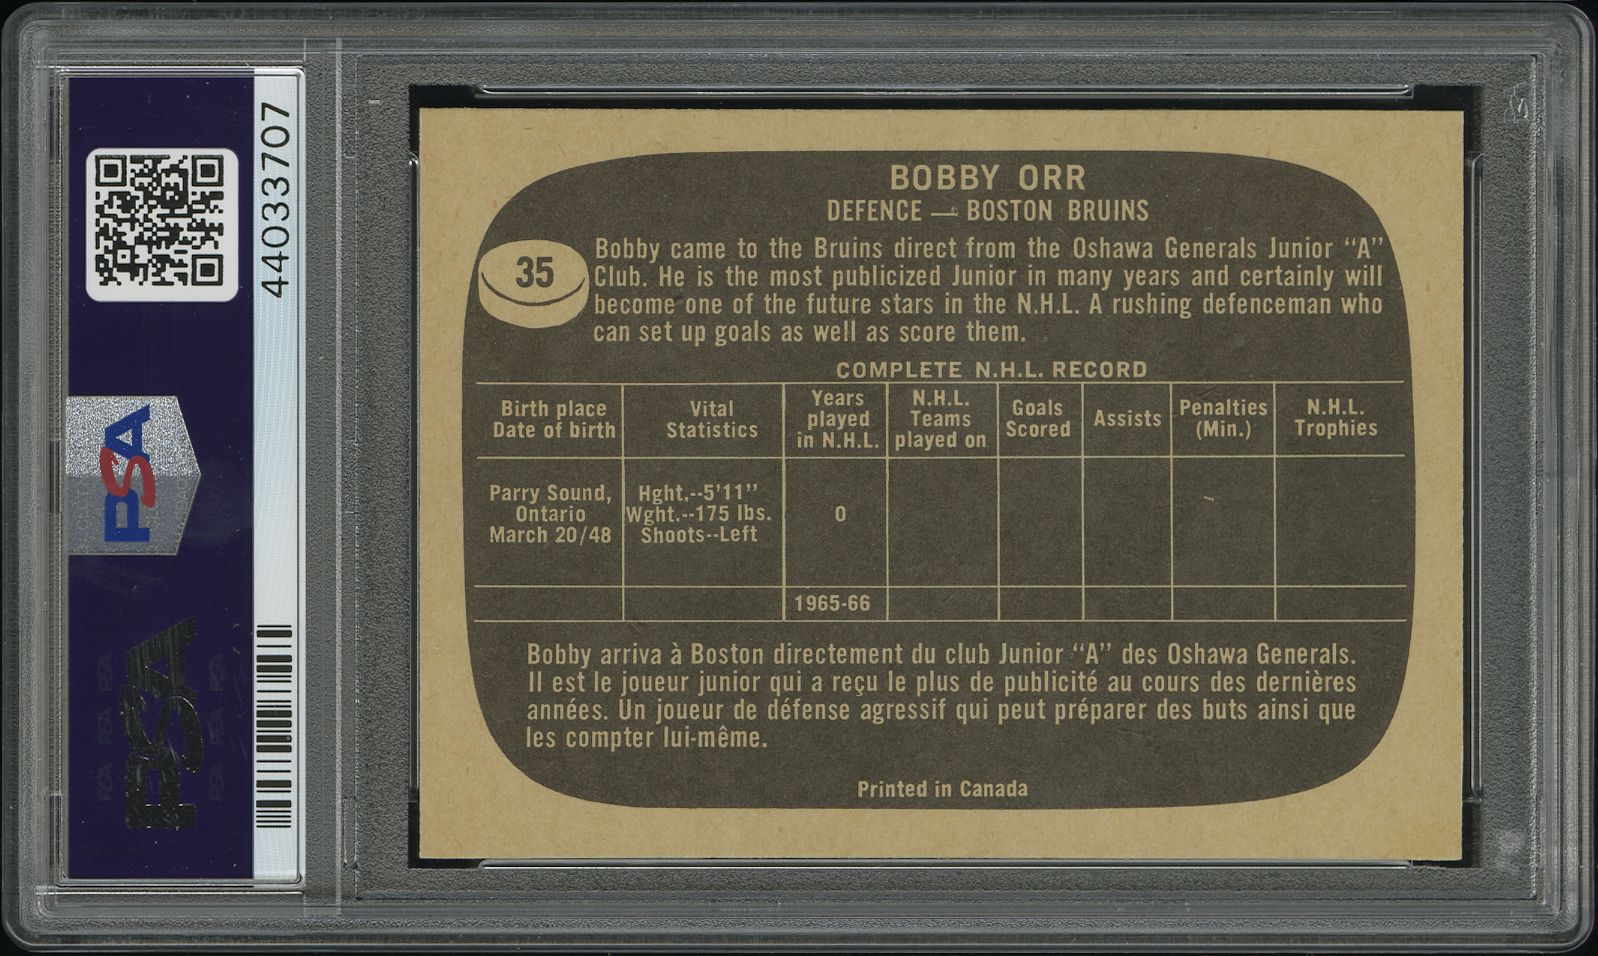 44033707
PSA
PSA
BOBBY ORR
DEFENCE — BOSTON BRUINS
35
Bobby came to the Bruins direct from the Oshawa Generals Junior “A”
Club. He is the most publicized Junior in many years and certainly will
become one of the future stars in the N.H.L. A rushing defenceman who
can set up goals as well as score them.
COMPLETE N.H.L. RECORD
Birth place
Date of birth
Vital
Statistics
Years
played
in N.H.L.
N.H.L.
Teams
played on
Goals
Scored
Assists
Penalties
(Min.)
N.H.L.
Trophies
Parry Sound,
Ontario
March 20/48
Hght.--5'11”
Wght.--175 lbs.
Shoots--Left
0
1965-66
Bobby arriva à Boston directement du club Junior “A” des Oshawa Generals.
Il est le joueur junior qui a reçu le plus de publicité au cours des dernières
années. Un joueur de défense agressif qui peut préparer des buts ainsi que
les compter lui-même.
Printed in Canada